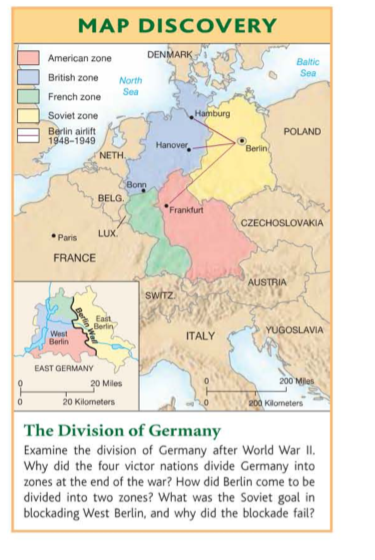 MAP DISCOVERY
American zone
British zone
French zone
Soviet zone
Berlin airlift
1948–1949
DENMARK
North
Sea
Baltic
Sea
Hamburg
POLAND
Hanover
Berlin
NETH.
Bonn
BELG.
Frankfurt
LUX.
CZECHOSLOVAKIA
Paris
FRANCE
AUSTRIA
SWITZ.
ITALY
YUGOSLAVIA
East
Berlin
Berlin Wall
West
Berlin
EAST GERMANY
0 20 Miles
0 20 Kilometers
0 200 Miles
0 200 Kilometers
The Division of Germany
Examine the division of Germany after World War II.
Why did the four victor nations divide Germany into
zones at the end of the war? How did Berlin come to be
divided into two zones? What was the Soviet goal in
blockading West Berlin, and why did the blockade fail?